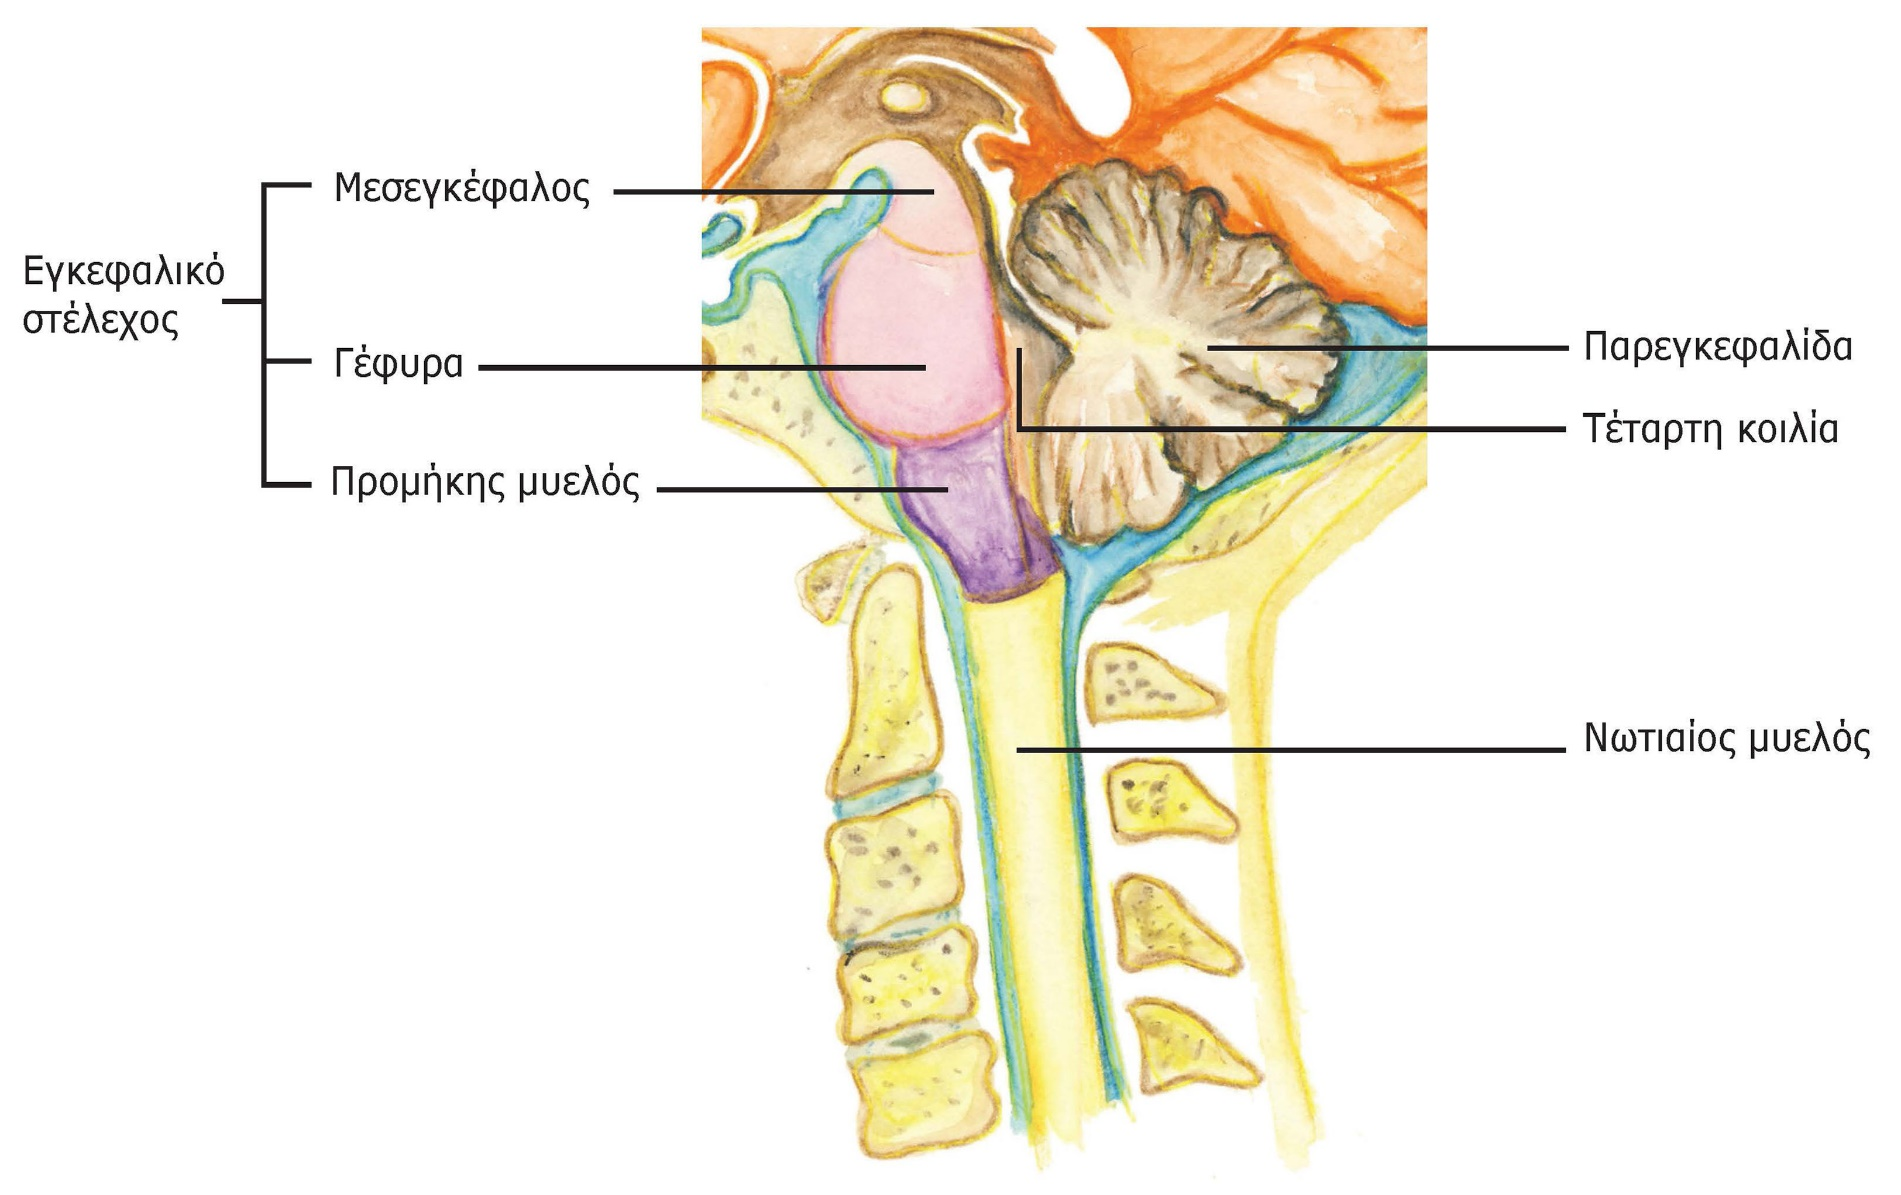 Μεσεγκέφαλος
Εγκεφαλικό
στέλεχος
Γέφυρα
Προμήκης μυελός
Παρεγκεφαλίδα
Τέταρτη κοιλία
Νωτιαίος μυελός